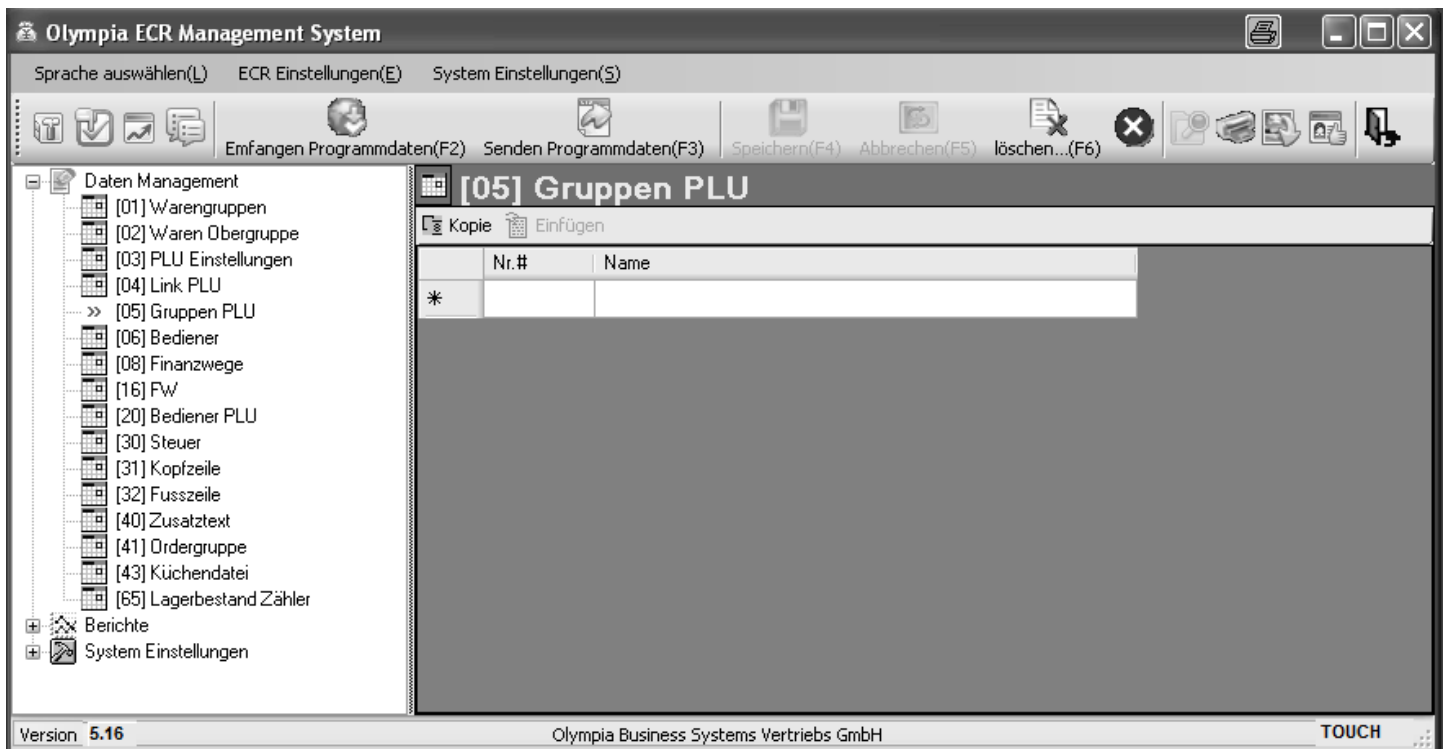 Olympia ECR Management System
Sprache auswählen(L) ECR Einstellungen(E) System Einstellungen(S)
Emfangen Programmdaten(F2) Senden Programmdaten(F3) Speichern(F4) Abbrechen(F5) löschen...(F6)
Daten Management
[01] Warengruppen
[02] Waren Obergruppe
[03] PLU Einstellungen
[04] Link PLU
[05] Gruppen PLU
[06] Bediener
[08] Finanzwege
[16] FW
[20] Bediener PLU
[30] Steuer
[31] Kopfzeile
[32] Fusszeile
[40] Zusatztext
[41] Ordergruppe
[43] Küchendatei
[65] Lagerbestand Zähler
Berichte
System Einstellungen
[05] Gruppen PLU
Kopie Einfügen
Nr.# Name
Version 5.16 Olympia Business Systems Vertriebs GmbH TOUCH